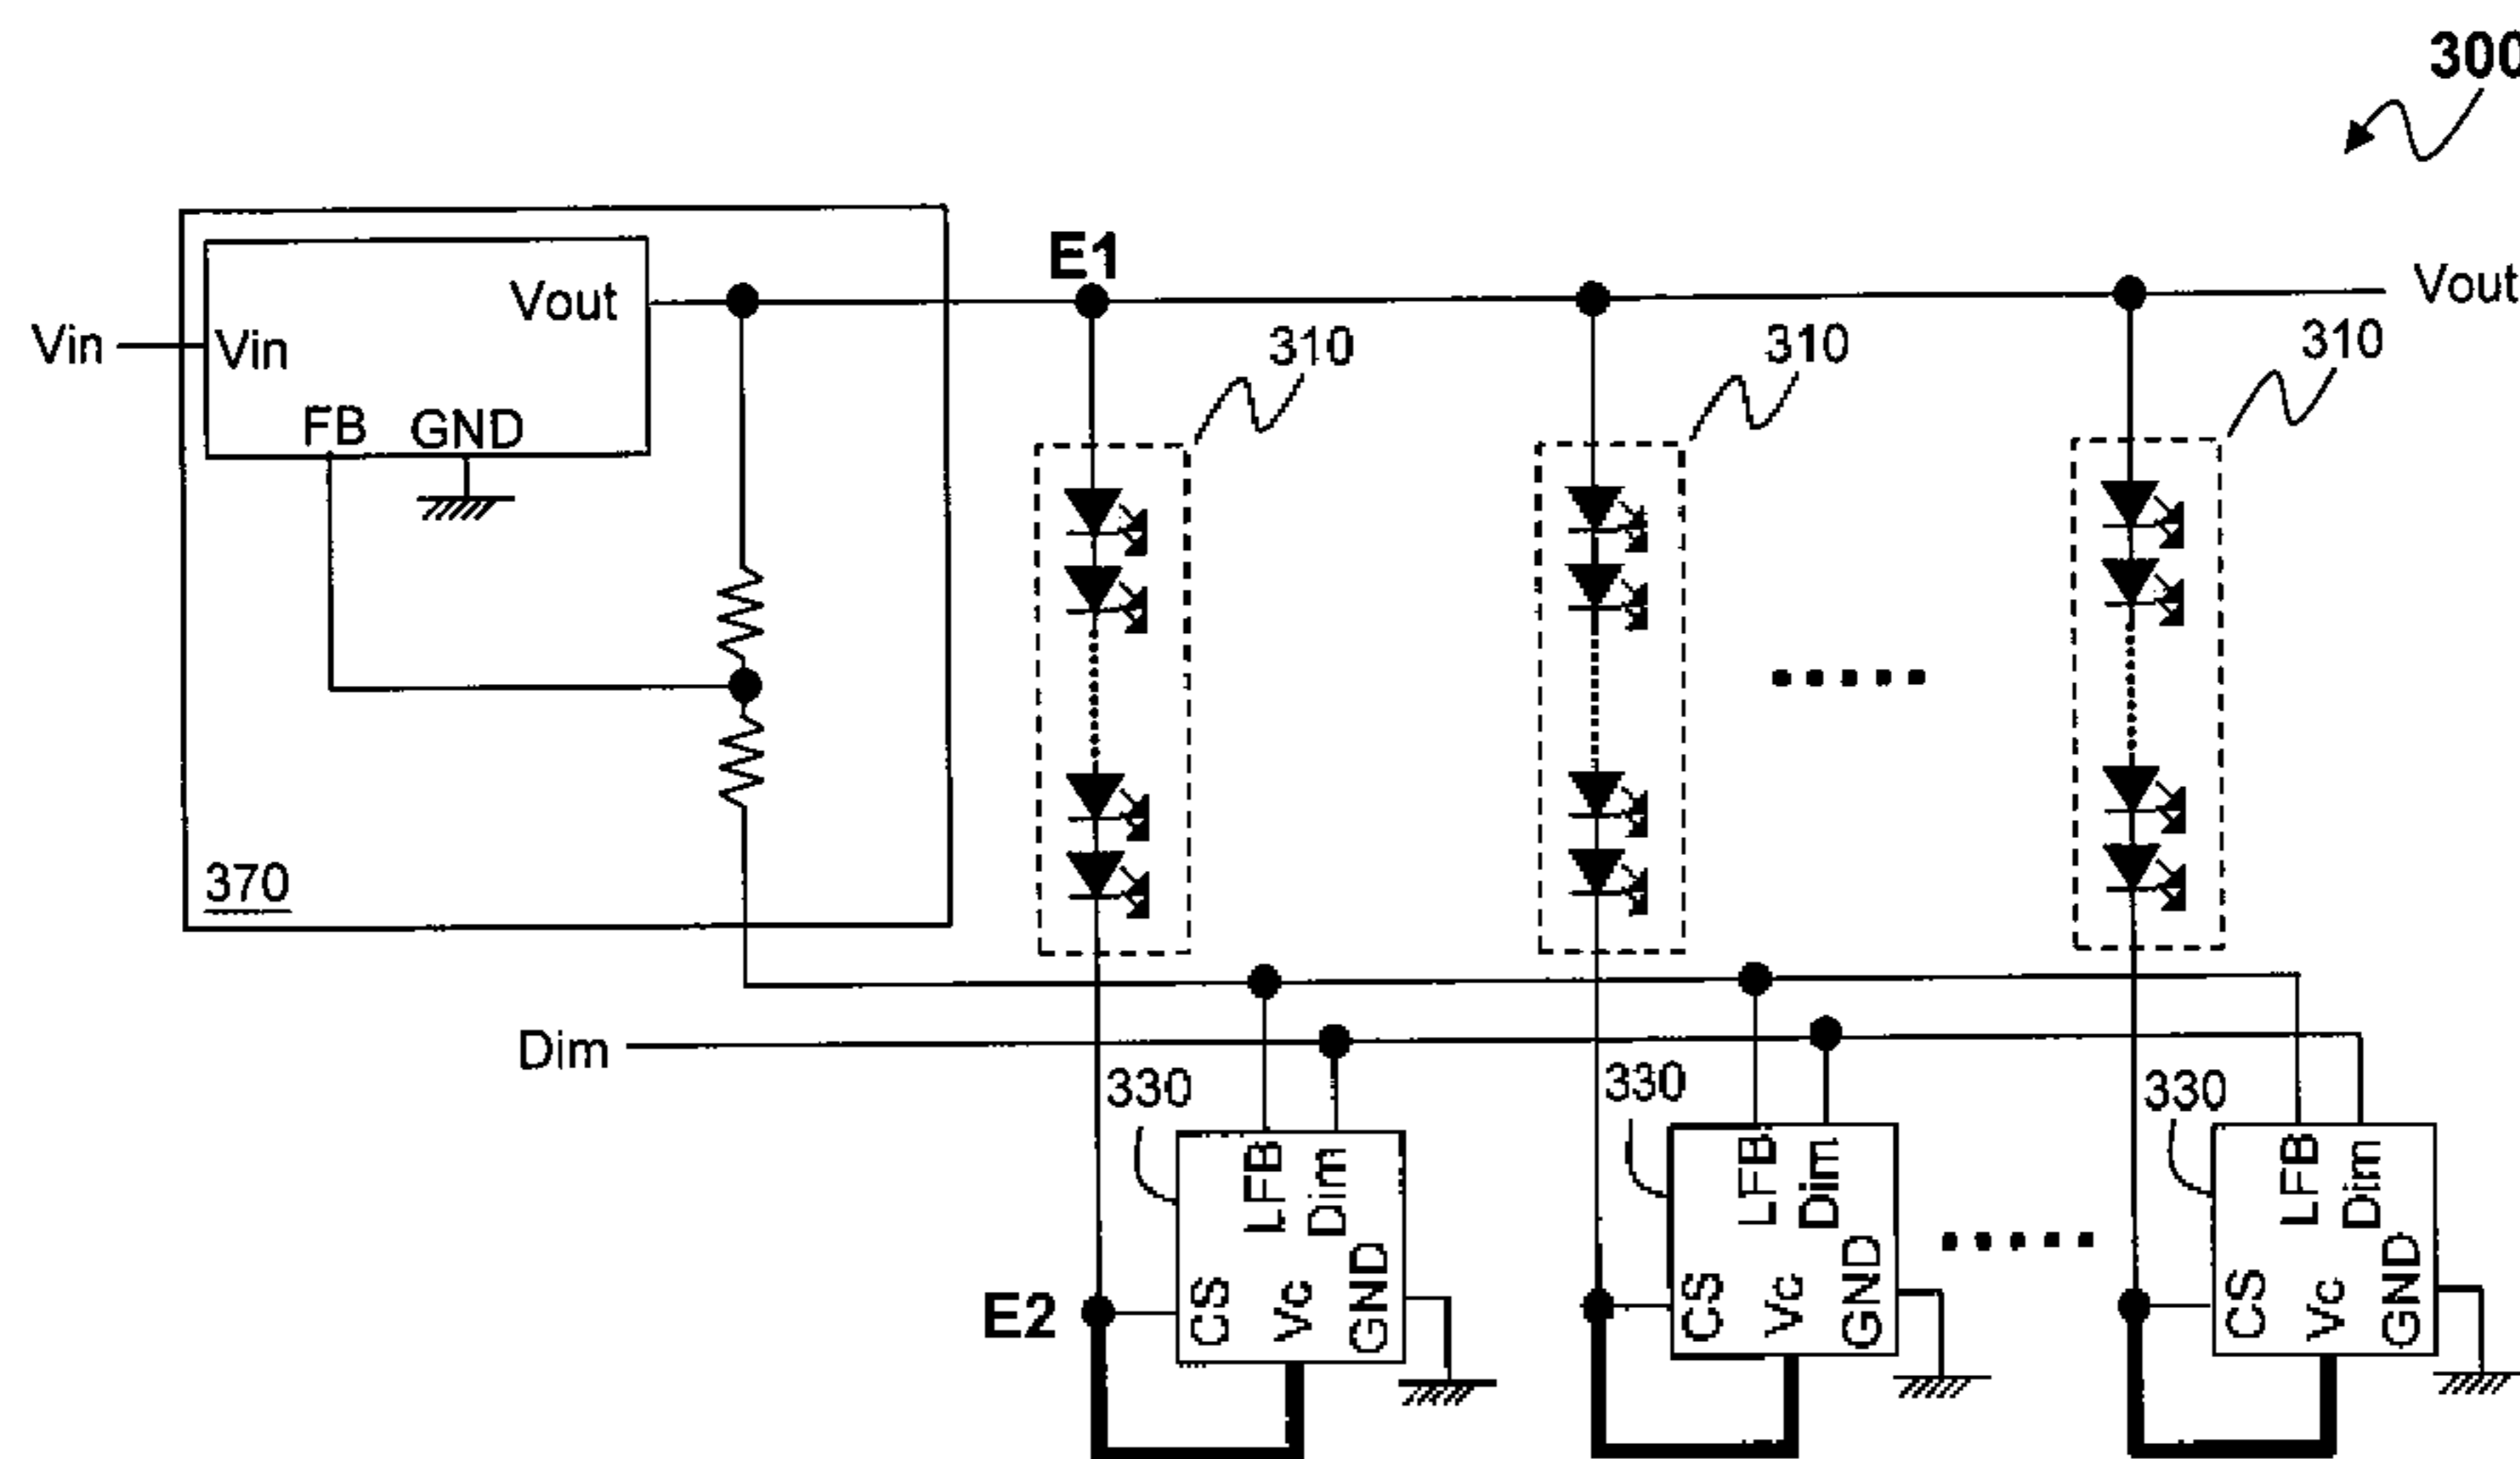 300
E1
Vout
Vout
Vin
Vin
310
310
310
FB
GND
370
Dim
330
330
330
LFB
Dim
LFB
Dim
LFB
Dim
E2
CS
Vc
GND
CS
Vc
GND
CS
Vc
GND